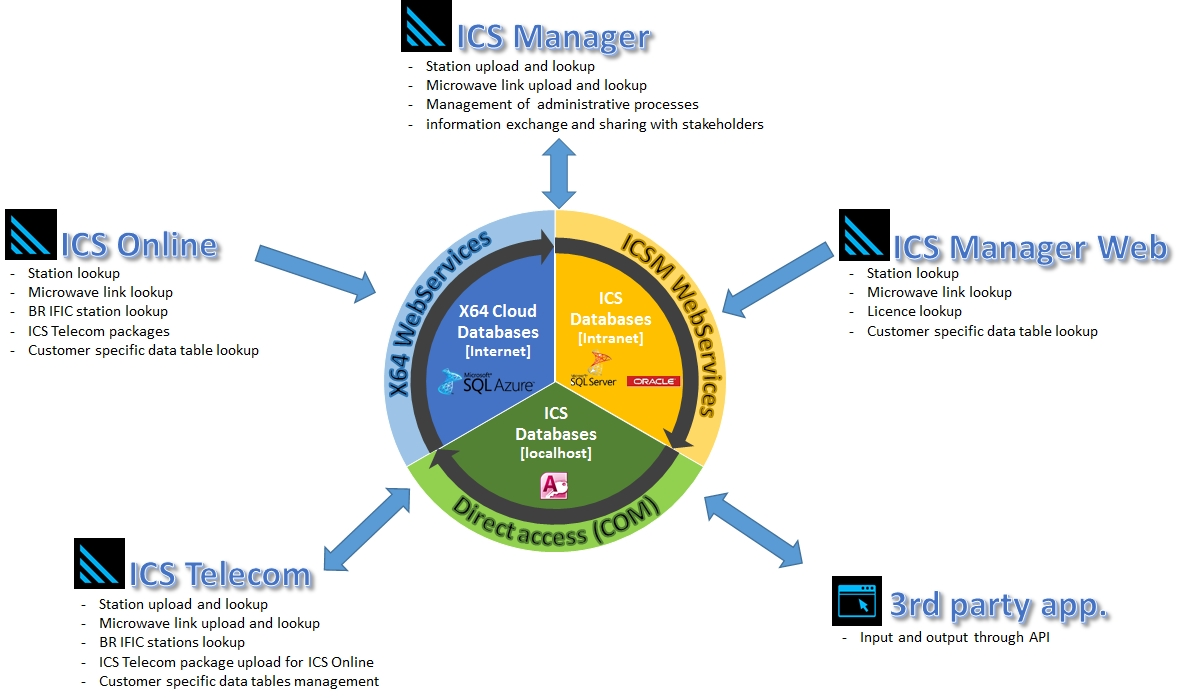 ICS Manager
- Station upload and lookup
- Microwave link upload and lookup
- Management of administrative processes
- information exchange and sharing with stakeholders
ICS Online
- Station lookup
- Microwave link lookup
- BR IFIC station lookup
- ICS Telecom packages
- Customer specific data table lookup
ICS Manager Web
- Station lookup
- Microwave link lookup
- Licence lookup
- Customer specific data table lookup
X64 WebServices
X64 Cloud
Databases
[Internet]
Microsoft
SQL Azure
ICSM WebServices
ICS
Databases
[Intranet]
Microsoft
SQL Server
ORACLE
ICS
Databases
[localhost]
A
Direct access (COM)
ICS Telecom
- Station upload and lookup
- Microwave link upload and lookup
- BR IFIC stations lookup
- ICS Telecom package upload for ICS Online
- Customer specific data tables management
3rd party app.
- Input and output through API